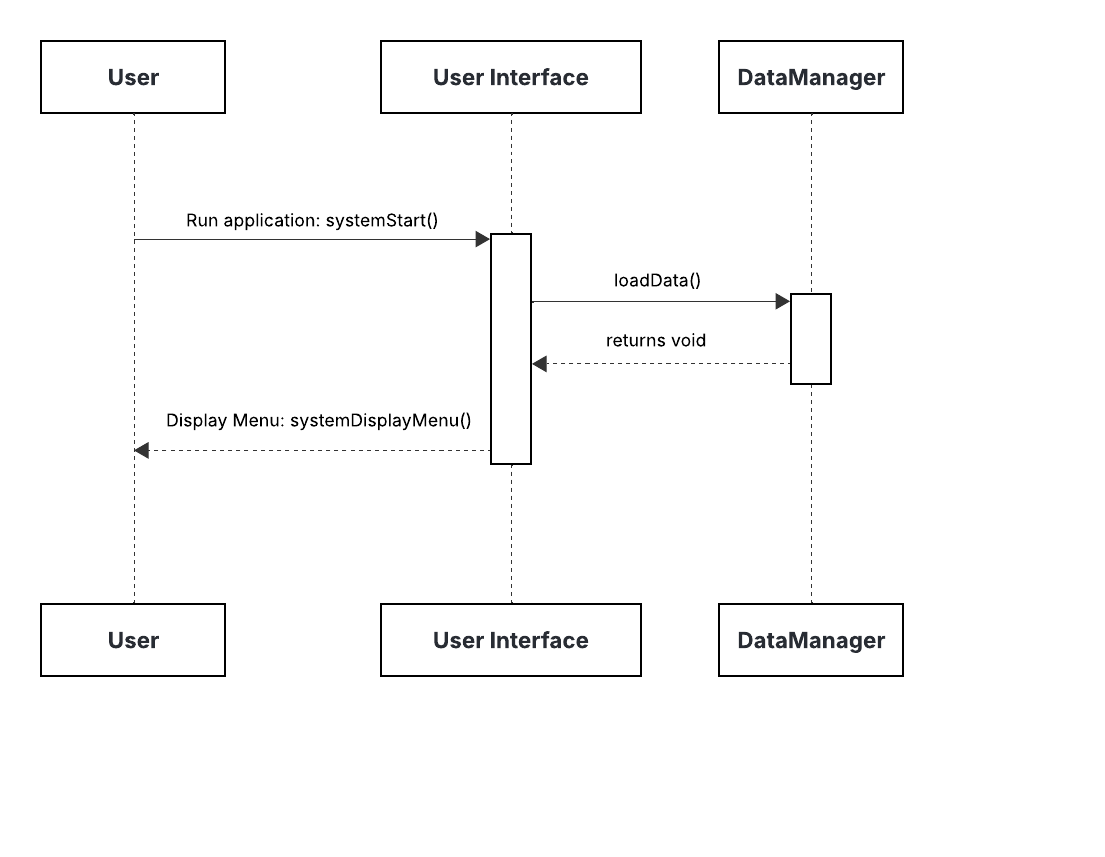 User
User Interface
DataManager
Run application: systemStart()
loadData()
returns void
Display Menu: systemDisplayMenu()
User
User Interface
DataManager